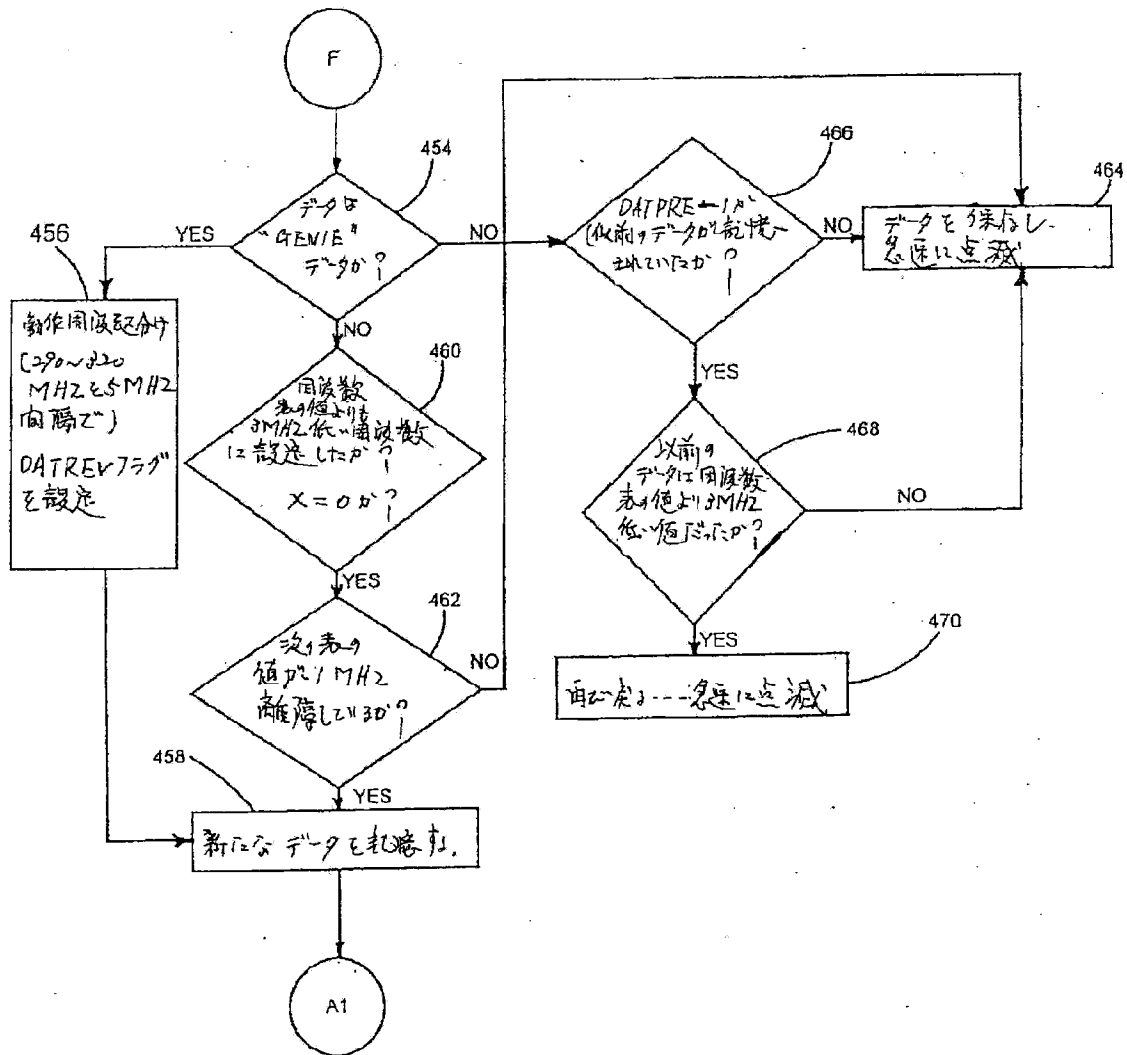 F
454
データは
"GENIE"
データか?
YES
NO
456
動作周波配分け
(290~320
MHZを5MHZ
間隔で)
DATREVフラグ
を設定
NO
460
周波数
表の値よりも
3MHZ低い周波数
に設定したか?
X=0か?
YES
462
次の表の
値が1MHZ
離隔しているか?
NO
YES
458
新たなデータを記憶する。
A1
466
DATPRE←1か
(以前のデータが記憶
されていたか?
NO
464
データを保存し、
急速に点滅
YES
468
以前の
データは周波数
表の値より3MHZ
低い値だったか?
NO
YES
470
再び戻る---急速に点滅